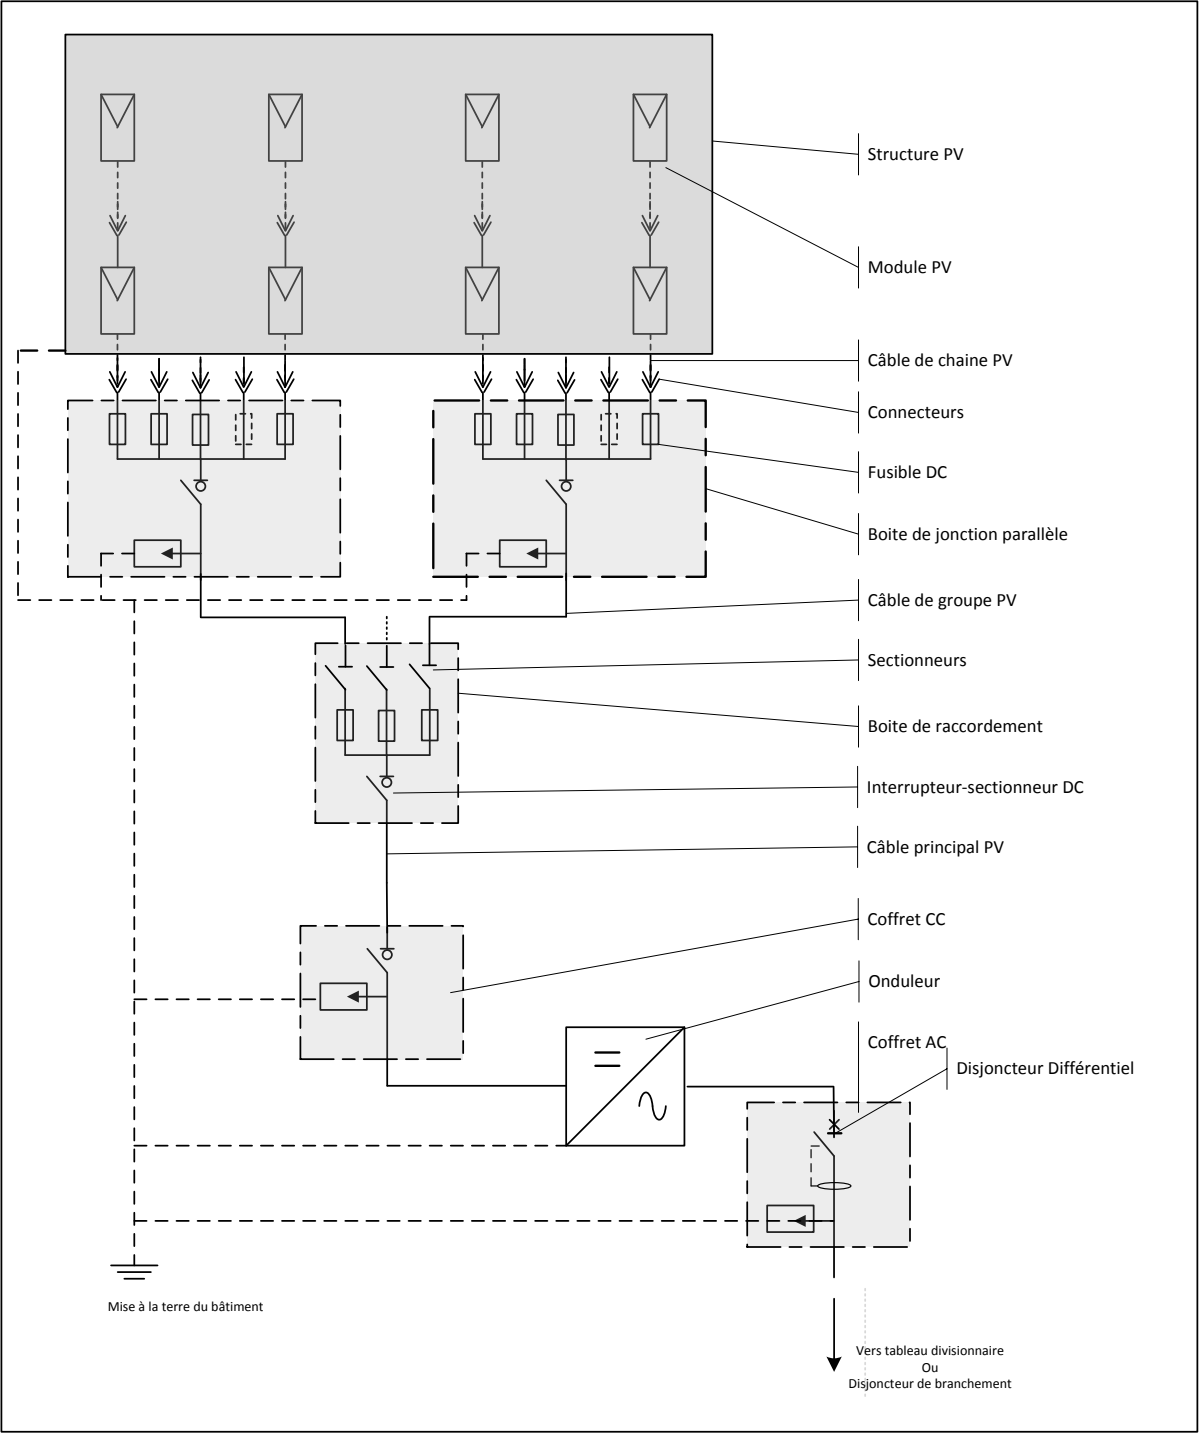 Structure PV
Module PV
Câble de chaine PV
Connecteurs
Fusible DC
Boite de jonction parallèle
Câble de groupe PV
Sectionneurs
Boite de raccordement
Interrupteur-sectionneur DC
Câble principal PV
Coffret CC
Onduleur
Coffret AC
Disjoncteur Différentiel
Mise à la terre du bâtiment
Vers tableau divisionnaire
Ou
Disjoncteur de branchement